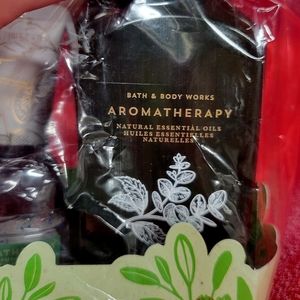 BATH & BODY WORKS
AROMATHERAPY
NATURAL ESSENTIAL OILS
HUILES ESSENTIELLES
NATURELLES